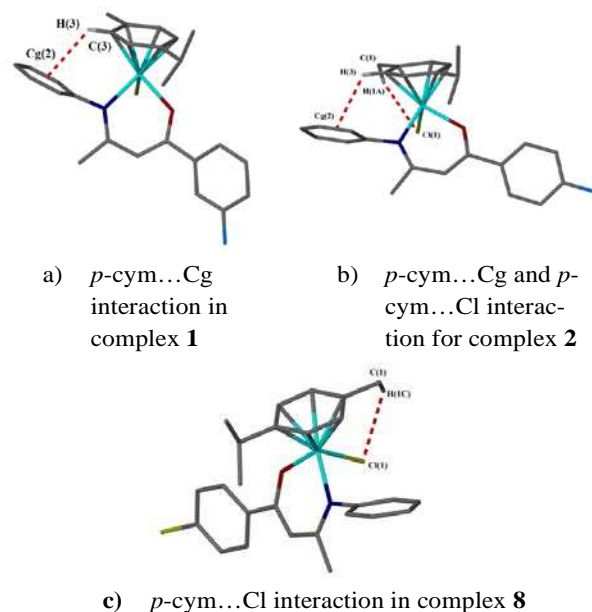 H(3)
C(3)
Cg(2)
C(1)
H(3)
H(1A)
Cg(2)
Cl(1)
a) p-cym…Cg
interaction in
complex 1
b) p-cym…Cg and p-
cym…Cl interac-
tion for complex 2
C(1)
H(1C)
Cl(1)
c) p-cym…Cl interaction in complex 8